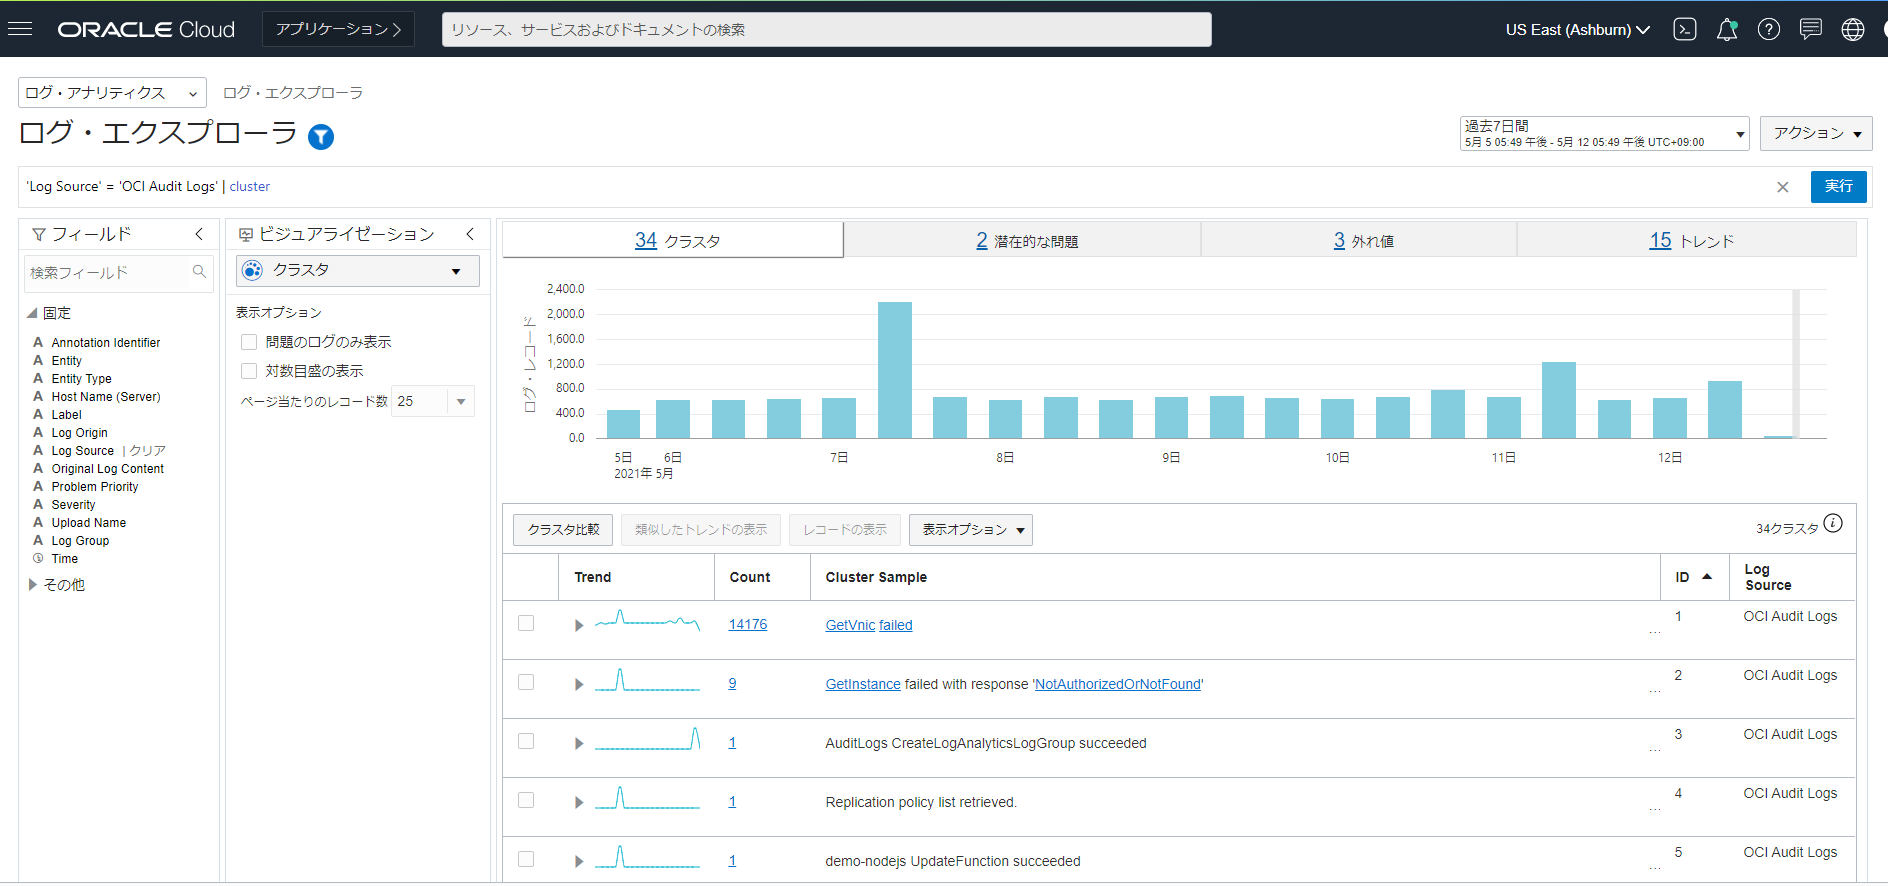 ORACLE Cloud
アプリケーション
リソース、サービスおよびドキュメントの検索
US East (Ashburn)
ログ・アナリティクス
ログ・エクスプローラ
ログ・エクスプローラ
過去7日間
5月 5 05:49 午後 - 5月 12 05:49 午後 UTC+09:00
アクション
'Log Source' = 'OCI Audit Logs' | cluster
実行
フィールド
検索フィールド
固定
A Annotation Identifier
A Entity
A Entity Type
A Host Name (Server)
A Label
A Log Origin
A Log Source | クリア
A Original Log Content
A Problem Priority
A Severity
A Upload Name
A Log Group
Time
その他
ビジュアライゼーション
クラスタ
表示オプション
問題のログのみ表示
対数目盛の表示
ページ当たりのレコード数 25
34 クラスタ
2 潜在的な問題
3 外れ値
15 トレンド
ログ・レコード
2,400.0
2,000.0
1,600.0
1,200.0
800.0
400.0
0.0
5日 6日 7日 8日 9日 10日 11日 12日
2021年 5月
クラスタ比較
類似したトレンドの表示
レコードの表示
表示オプション
34クラスタ
Trend Count Cluster Sample ID Log Source
14176 GetVnic failed ... 1 OCI Audit Logs
9 GetInstance failed with response 'NotAuthorizedOrNotFound' ... 2 OCI Audit Logs
1 AuditLogs CreateLogAnalyticsLogGroup succeeded ... 3 OCI Audit Logs
1 Replication policy list retrieved. ... 4 OCI Audit Logs
1 demo-nodejs UpdateFunction succeeded ... 5 OCI Audit Logs